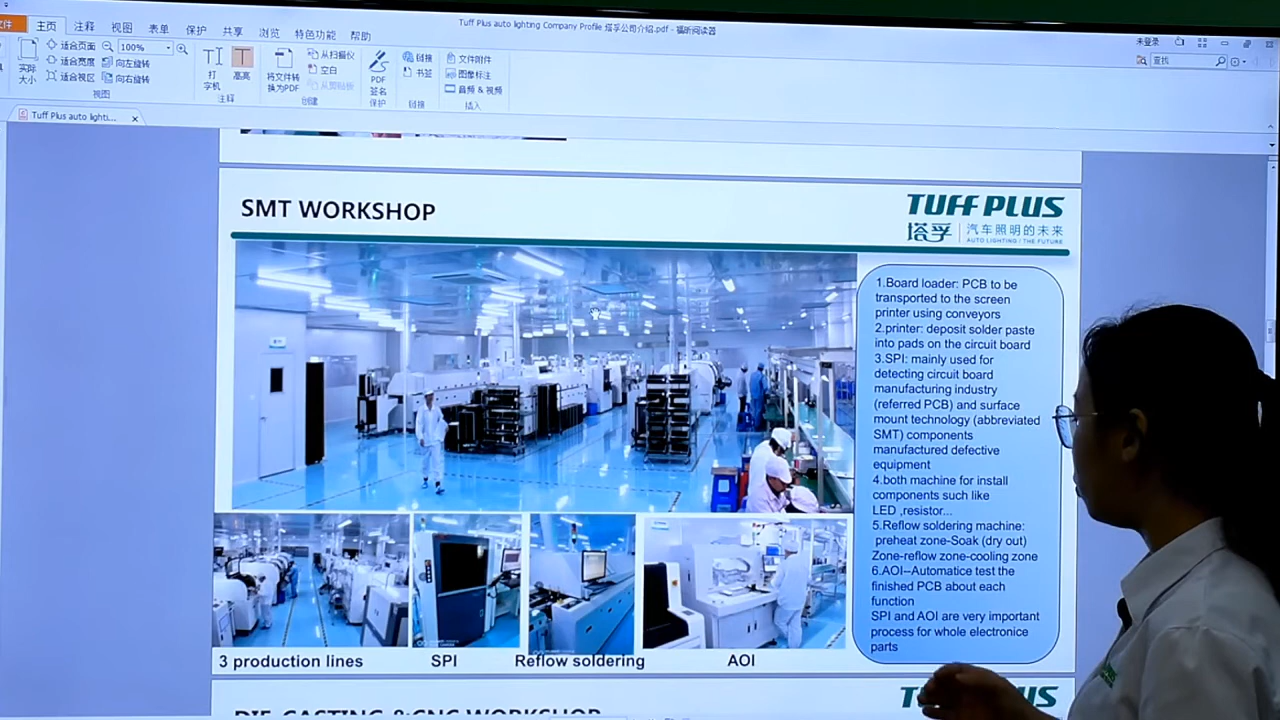 Tuff Plus auto lighting Company Profile 塔孚公司介绍.pdf - 福昕阅读器
文件 主页 注释 视图 表单 保护 共享 浏览 特色功能 帮助
未登录
查找
实际
大小
适合页面
适合宽度
适合视区
100%
向左旋转
向右旋转
视图
打
字机
高亮
注释
将文件转
换为PDF
从扫描仪
空白
从剪贴板
创建
PDF
签名
保护
链接
书签
链接
文件附件
图像标注
音频 & 视频
插入
Tuff Plus auto lighti...
SMT WORKSHOP
TUFF PLUS
塔孚 汽车照明的未来
AUTO LIGHTING | THE FUTURE
1.Board loader: PCB to be
transported to the screen
printer using conveyors
2.printer: deposit solder paste
into pads on the circuit board
3.SPI: mainly used for
detecting circuit board
manufacturing industry
(referred PCB) and surface
mount technology (abbreviated
SMT) components
manufactured defective
equipment
4.both machine for install
components such like
LED ,resistor...
5.Reflow soldering machine:
preheat zone-Soak (dry out)
Zone-reflow zone-cooling zone
6.AOI--Automatice test the
finished PCB about each
function
SPI and AOI are very important
process for whole electronice
parts
3 production lines
SPI
Reflow soldering
AOI
DIE-CASTING &CNC WORKSHOP